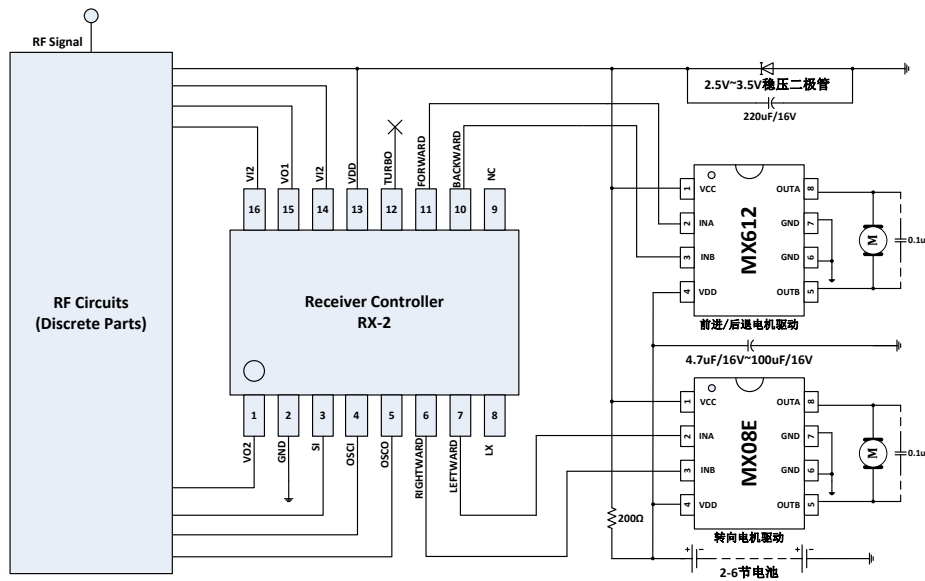 RF Signal
2.5V~3.5V稳压二极管
220uF/16V
VI2
VO1
VI2
VDD
TURBO
FORWARD
BACKWARD
NC
16
15
14
13
12
11
10
9
RF Circuits
(Discrete Parts)
Receiver Controller
RX-2
1
2
3
4
5
6
7
8
VO2
GND
SI
OSCI
OSCO
RIGHTWARD
LEFTWARD
LX
1
VCC
OUTA
8
2
INA
GND
7
3
INB
GND
6
4
VDD
OUTB
5
MX612
M
0.1u
前进/后退电机驱动
4.7uF/16V~100uF/16V
1
VCC
OUTA
8
2
INA
GND
7
3
INB
GND
6
4
VDD
OUTB
5
MX08E
M
0.1u
转向电机驱动
200Ω
+
−
+
−
2-6节电池